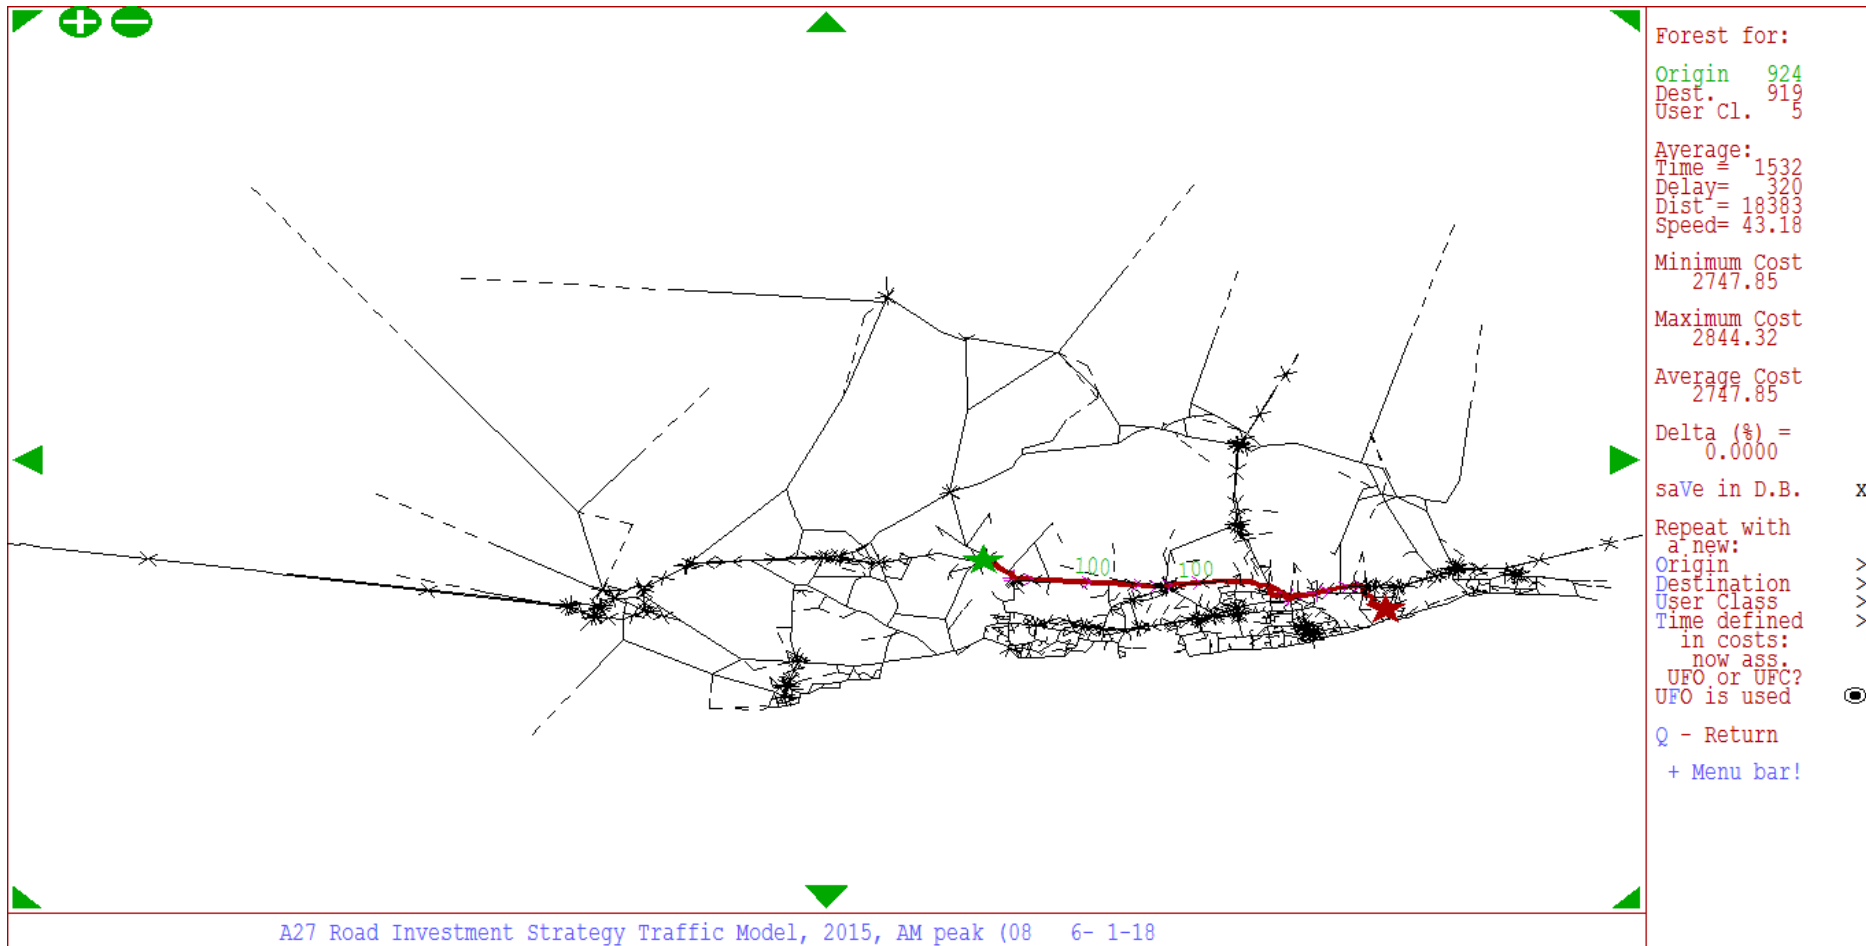 Forest for:
Origin 924
Dest. 919
User Cl. 5
Average:
Time = 1532
Delay= 320
Dist = 18383
Speed= 43.18
Minimum Cost
2747.85
Maximum Cost
2844.32
Average Cost
2747.85
Delta (%) =
0.0000
saVe in D.B. x
Repeat with
a new:
Origin >
Destination >
User Class >
Time defined >
in costs:
now ass.
UFO or UFC?
UFO is used
Q - Return
+ Menu bar!
100 100
A27 Road Investment Strategy Traffic Model, 2015, AM peak (08 6- 1-18